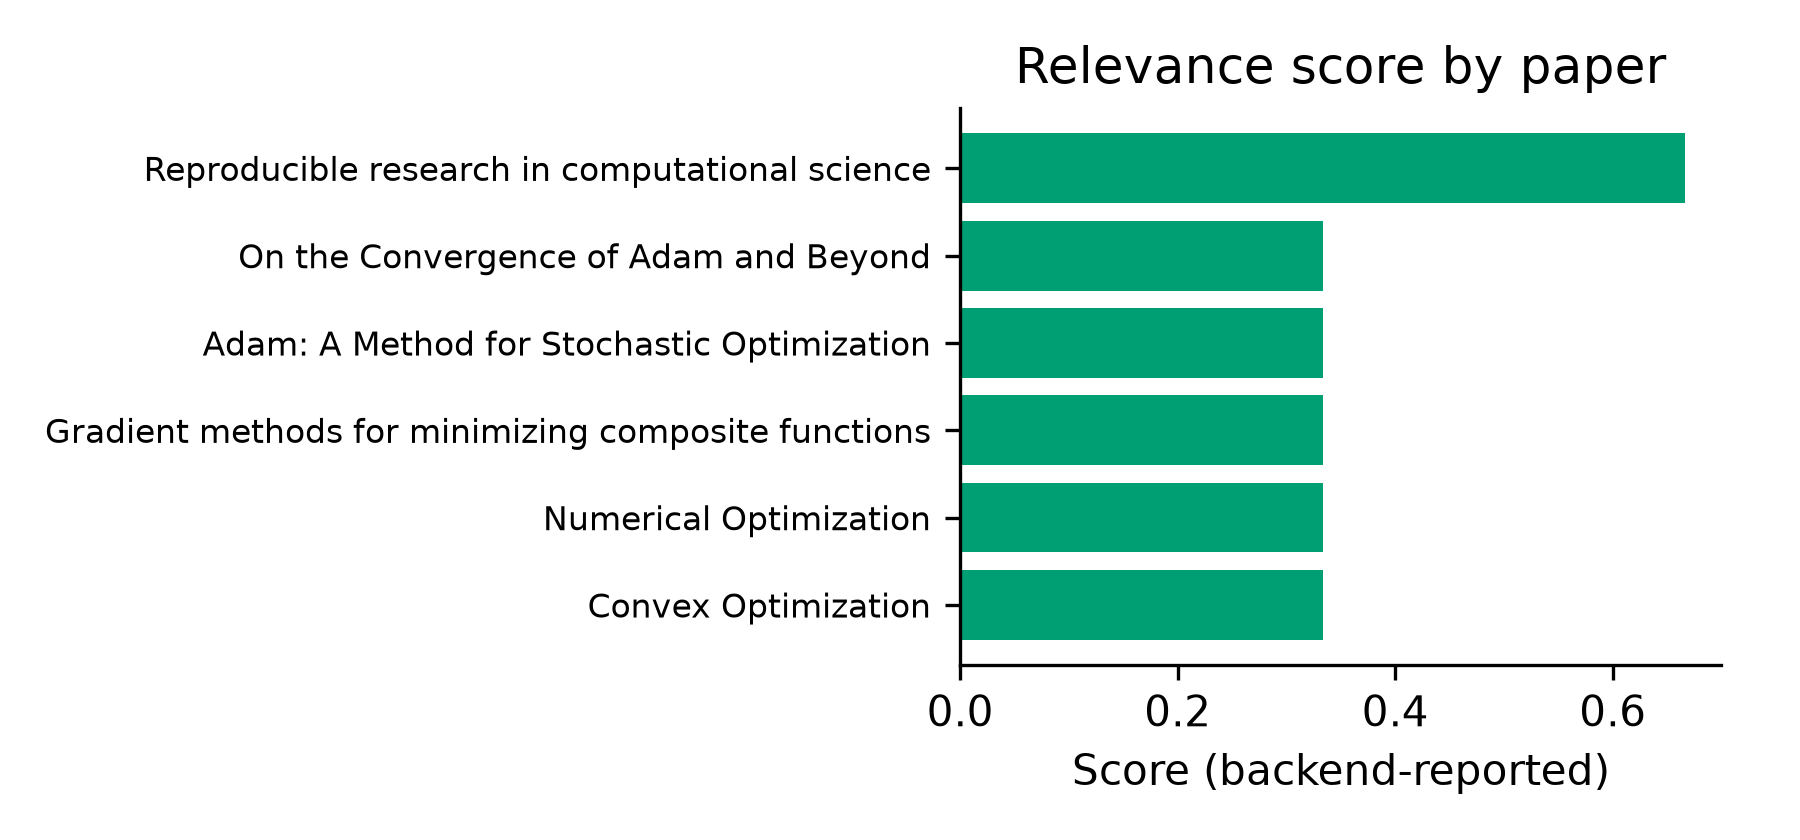 Relevance score by paper
Reproducible research in computational science
On the Convergence of Adam and Beyond
Adam: A Method for Stochastic Optimization
Gradient methods for minimizing composite functions
Numerical Optimization
Convex Optimization
0.0 0.2 0.4 0.6
Score (backend-reported)